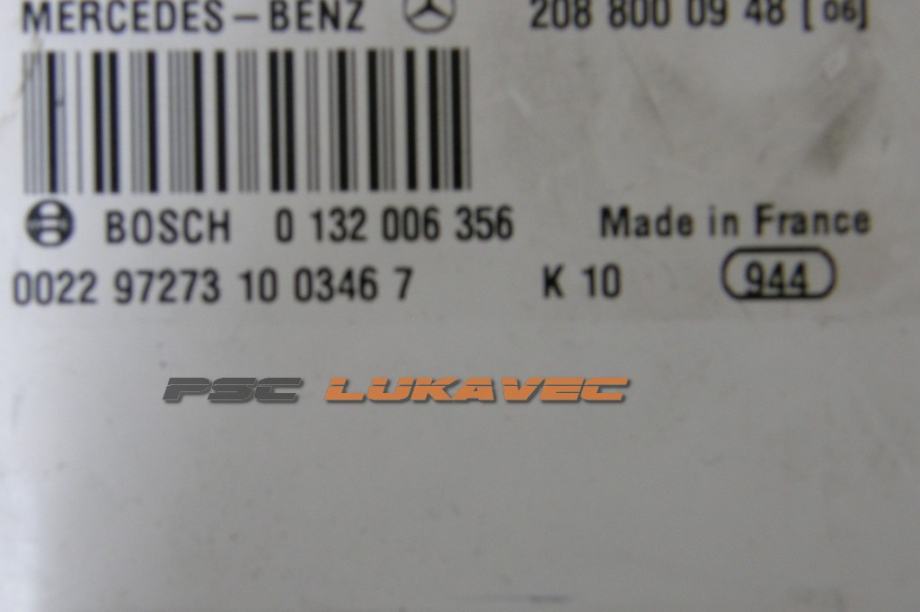 MERCEDES-BENZ 208 800 09 48 [06]
BOSCH 0 132 006 356 Made in France
0022 97273 10 0346 7 K 10 944
PSC LUKAVEC